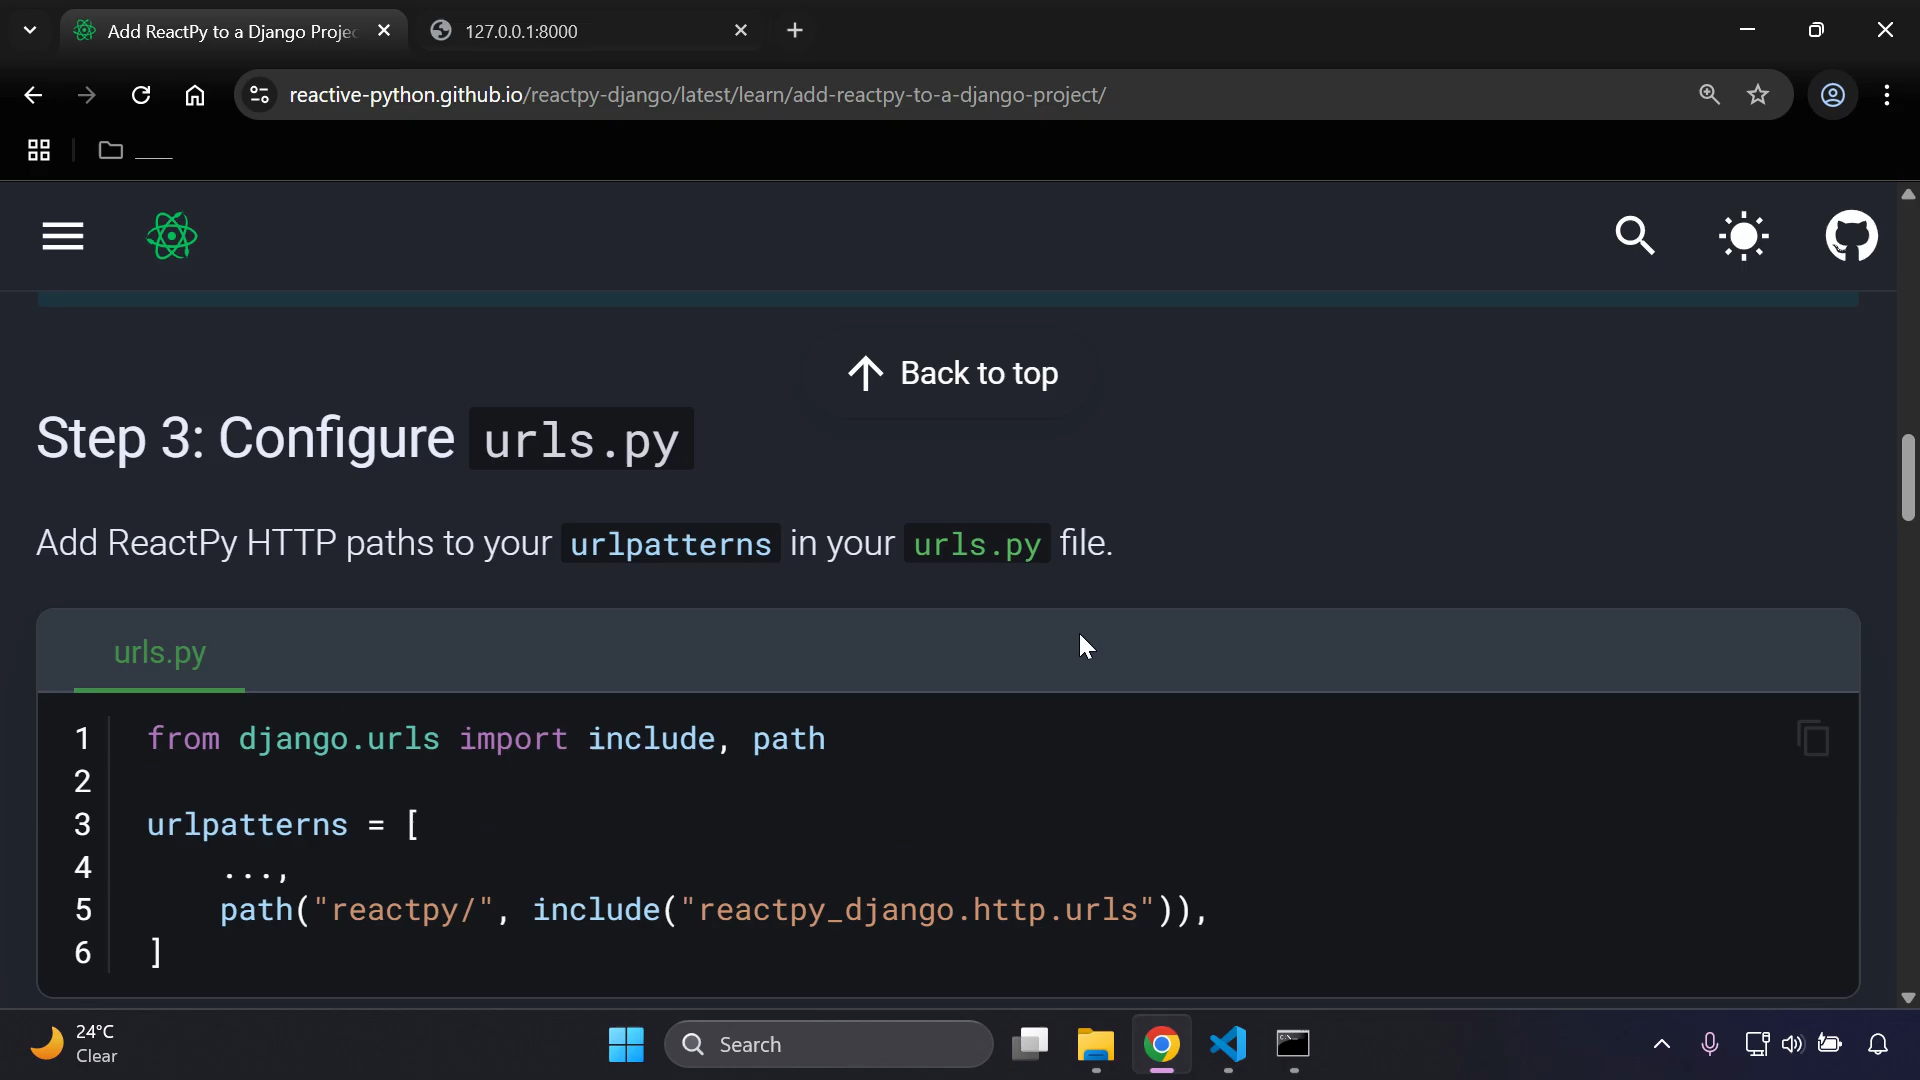 Add ReactPy to a Django Projec
127.0.0.1:8000
reactive-python.github.io/reactpy-django/latest/learn/add-reactpy-to-a-django-project/
Back to top
Step 3: Configure urls.py
Add ReactPy HTTP paths to your urlpatterns in your urls.py file.
urls.py
1 from django.urls import include, path
2
3 urlpatterns = [
4 ...,
5 path("reactpy/", include("reactpy_django.http.urls")),
6 ]
24°C
Clear
Search